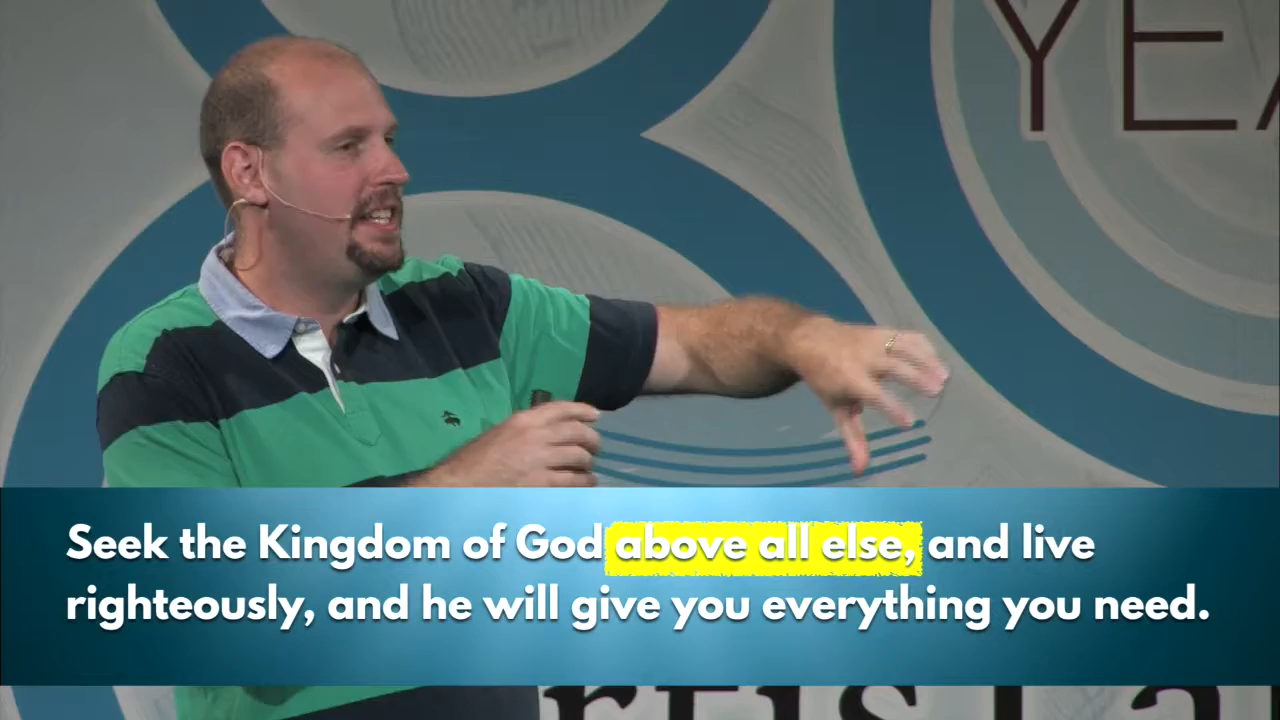 YEA
Seek the Kingdom of God above all else, and live
righteously, and he will give you everything you need.